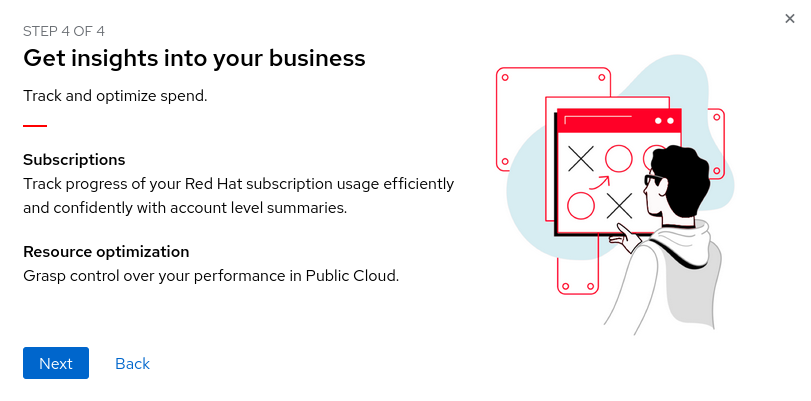 STEP 4 OF 4
Get insights into your business
Track and optimize spend.
Subscriptions
Track progress of your Red Hat subscription usage efficiently
and confidently with account level summaries.
Resource optimization
Grasp control over your performance in Public Cloud.
Next
Back